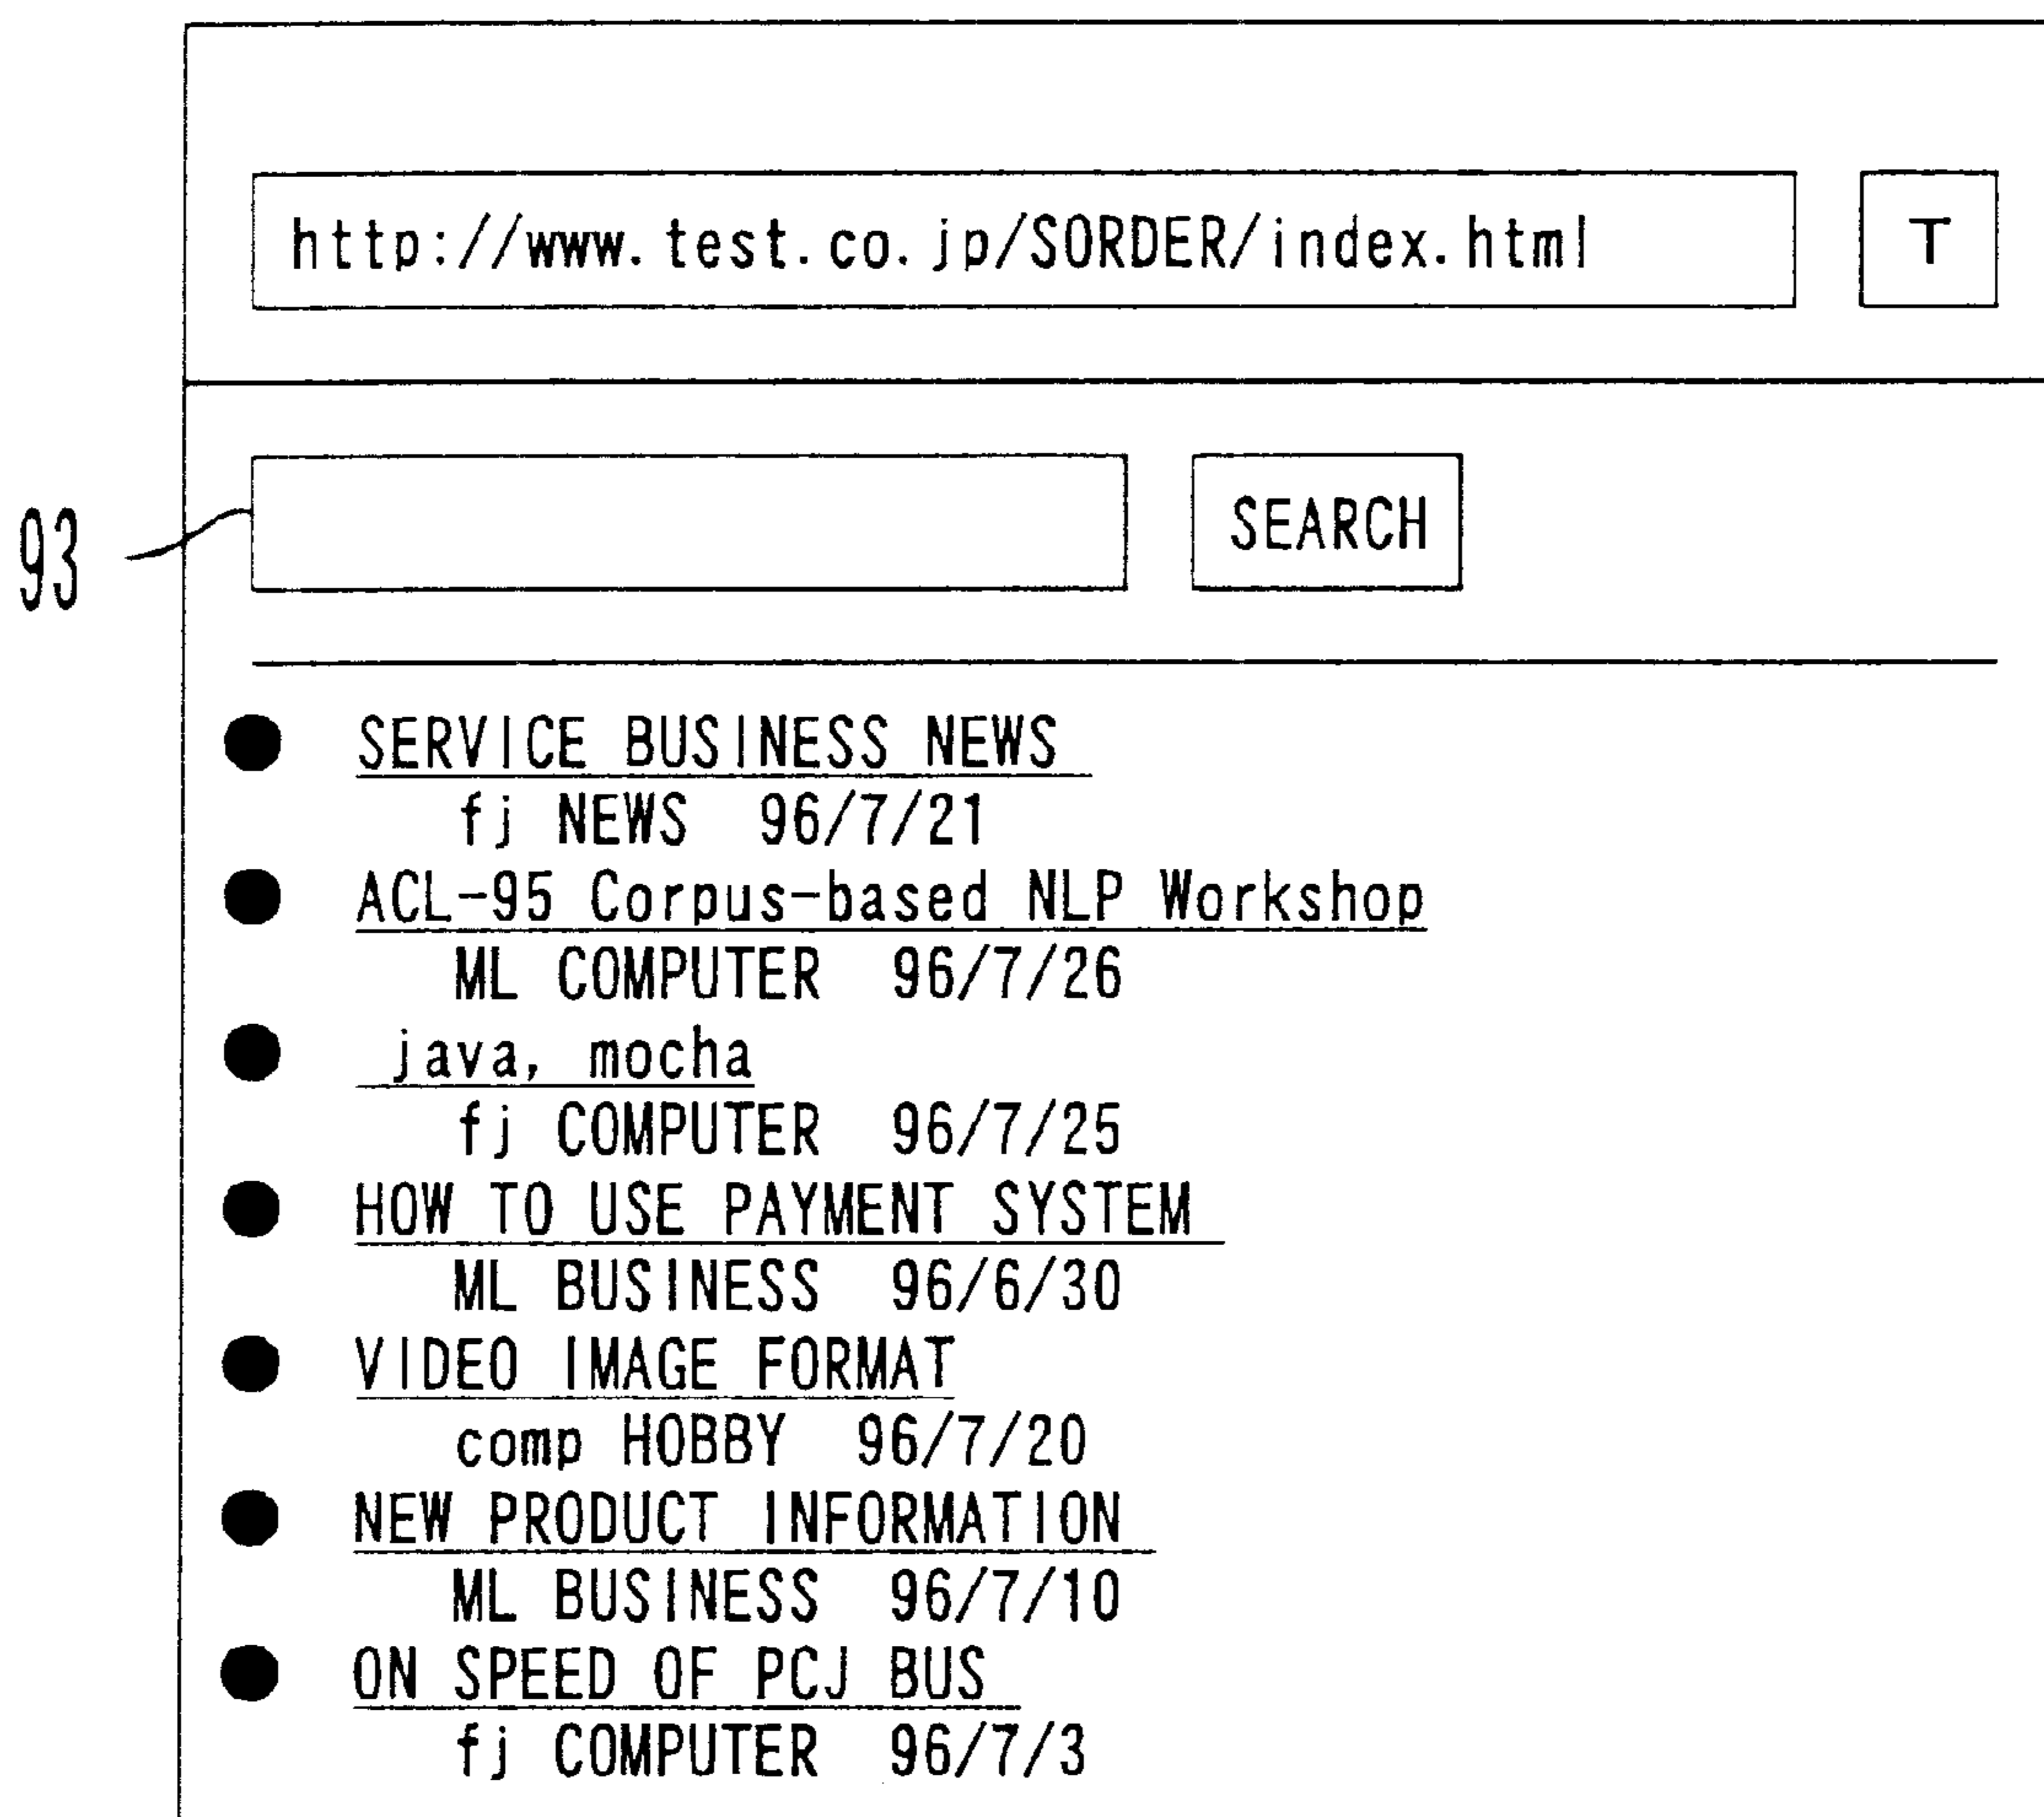 http://www.test.co.jp/SORDER/index.html T
93 SEARCH
SERVICE BUSINESS NEWS
fj NEWS 96/7/21
ACL-95 Corpus-based NLP Workshop
ML COMPUTER 96/7/26
java, mocha
fj COMPUTER 96/7/25
HOW TO USE PAYMENT SYSTEM
ML BUSINESS 96/6/30
VIDEO IMAGE FORMAT
comp HOBBY 96/7/20
NEW PRODUCT INFORMATION
ML BUSINESS 96/7/10
ON SPEED OF PCJ BUS
fj COMPUTER 96/7/3